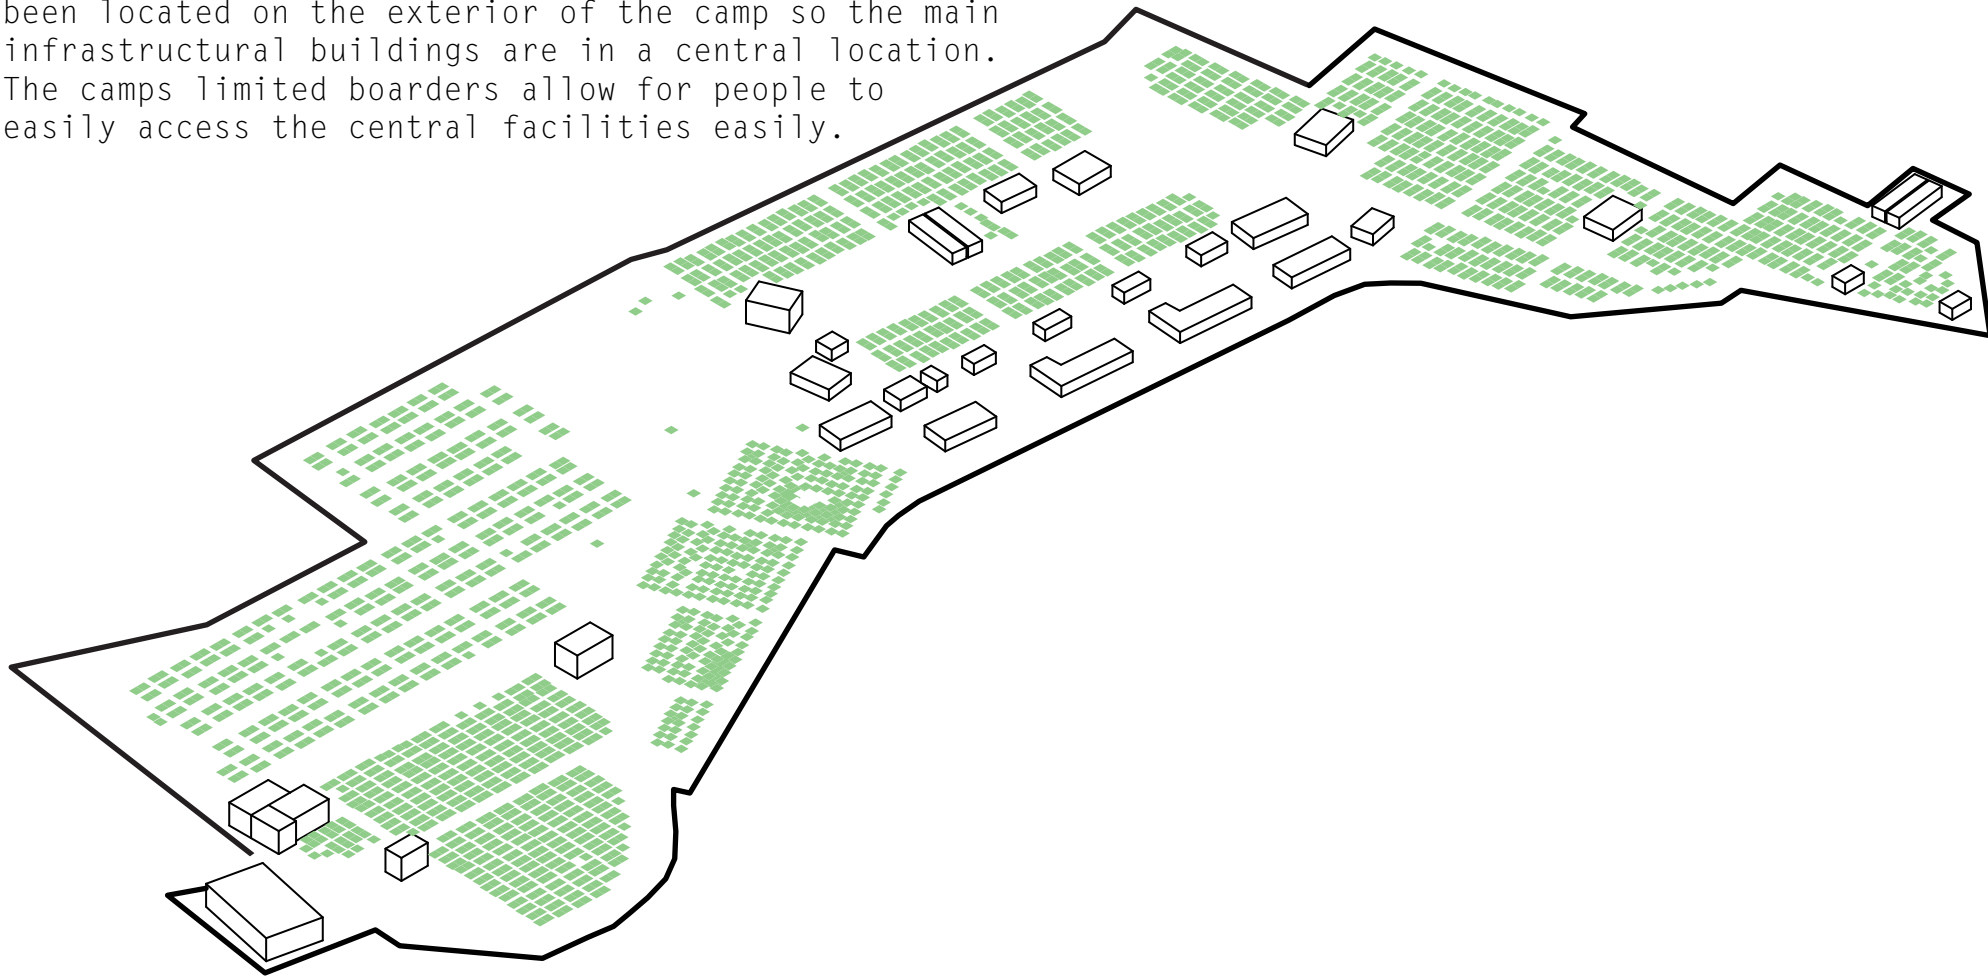 been located on the exterior of the camp so the main
infrastructural buildings are in a central location.
The camps limited boarders allow for people to
easily access the central facilities easily.